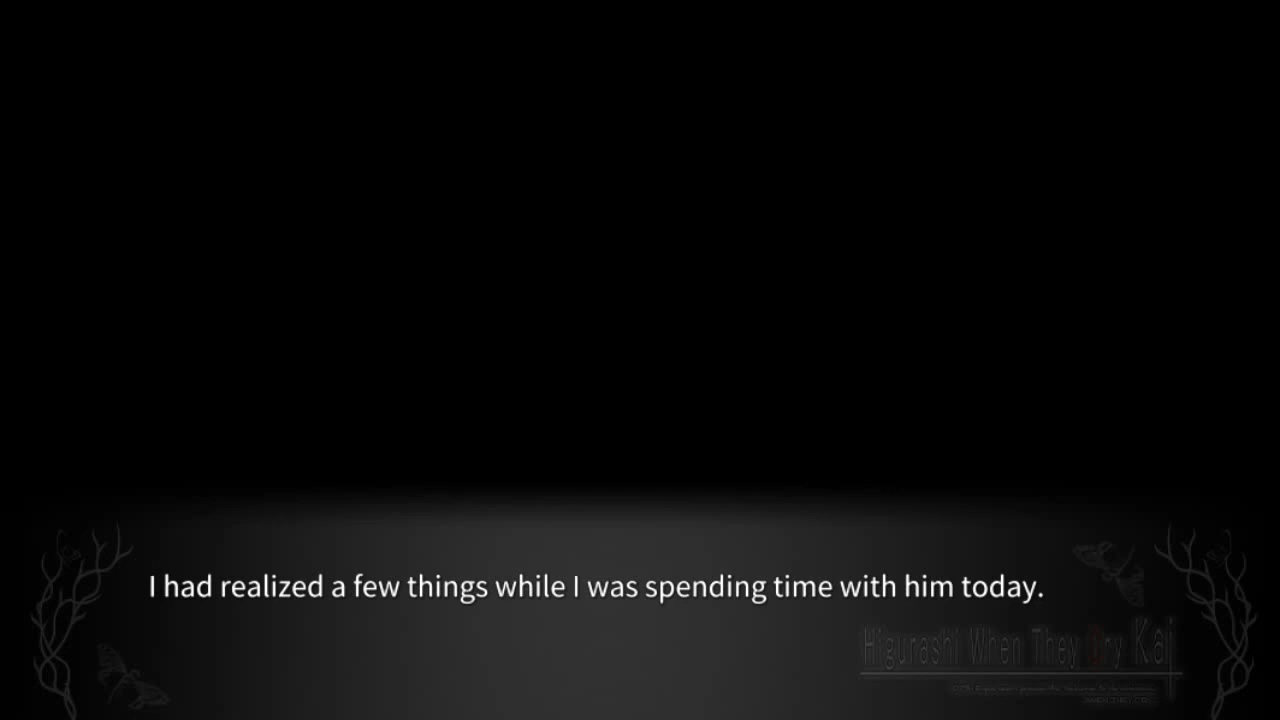 I had realized a few things while I was spending time with him today.
Higurashi When They Cry Kai